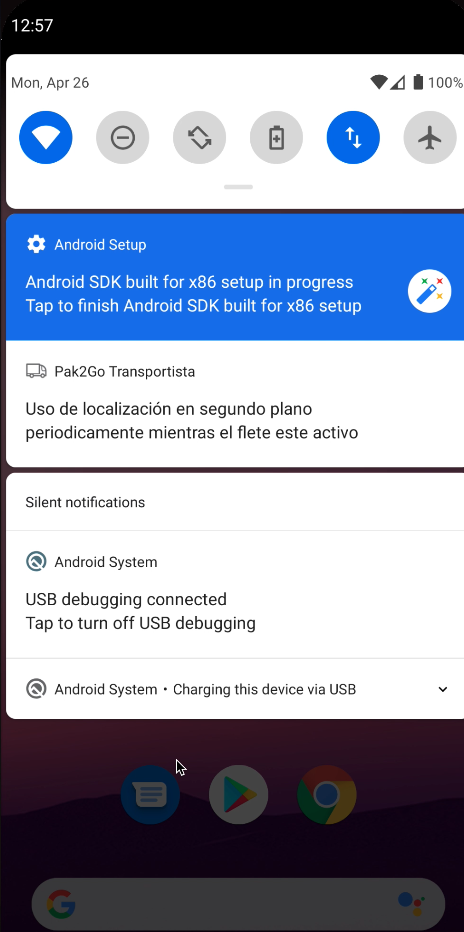 12:57
Mon, Apr 26
100%
Android Setup
Android SDK built for x86 setup in progress
Tap to finish Android SDK built for x86 setup
Pak2Go Transportista
Uso de localización en segundo plano
periodicamente mientras el flete este activo
Silent notifications
Android System
USB debugging connected
Tap to turn off USB debugging
Android System • Charging this device via USB